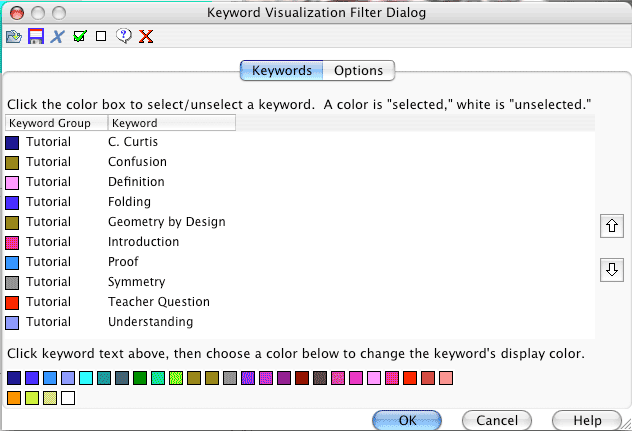 Keyword Visualization Filter Dialog
Keywords Options
Click the color box to select/unselect a keyword. A color is "selected," white is "unselected."
Keyword Group Keyword
Tutorial C. Curtis
Tutorial Confusion
Tutorial Definition
Tutorial Folding
Tutorial Geometry by Design
Tutorial Introduction
Tutorial Proof
Tutorial Symmetry
Tutorial Teacher Question
Tutorial Understanding
Click keyword text above, then choose a color below to change the keyword's display color.
OK Cancel Help